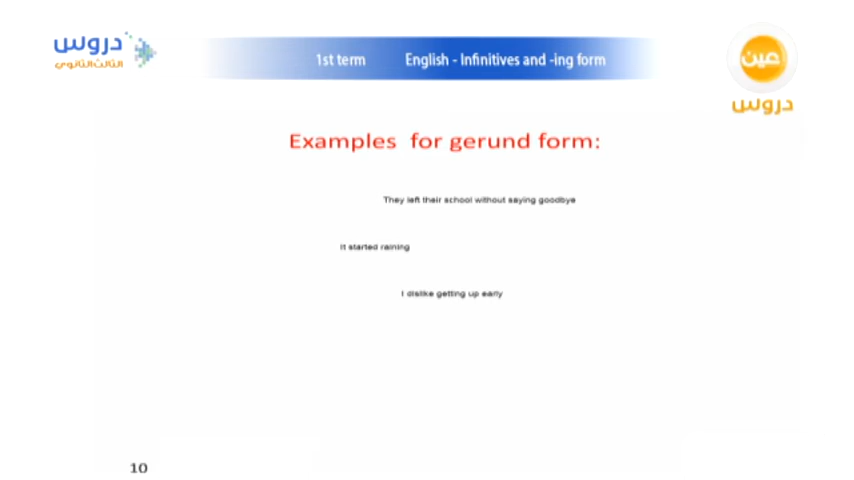 دروس
الثالث الثانوي
1st term English - Infinitives and -ing form
عين
دروس
Examples for gerund form:
They left their school without saying goodbye
It started raining
I dislike getting up early
10